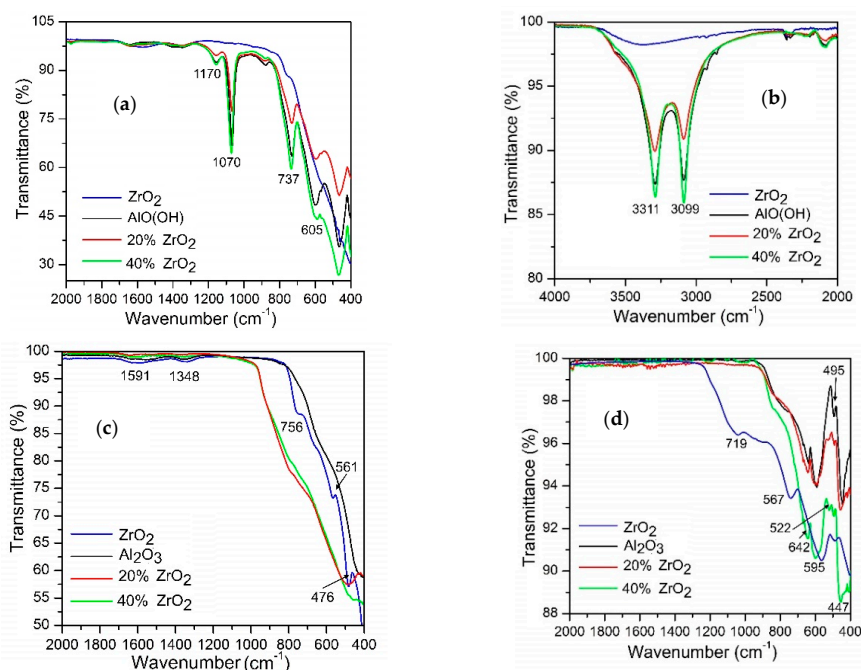 105
90
75
60
45
30
Transmittance (%)
(a)
1170
1070
737
605
ZrO2
AlO(OH)
20% ZrO2
40% ZrO2
2000 1800 1600 1400 1200 1000 800 600 400
Wavenumber (cm-1)
100
95
90
85
80
Transmittance (%)
(b)
3311 3099
ZrO2
AlO(OH)
20% ZrO2
40% ZrO2
4000 3500 3000 2500 2000
Wavenumber (cm-1)
100
95
90
85
80
75
70
65
60
55
50
Transmittance (%)
1591 1348
(c)
756
561
476
ZrO2
Al2O3
20% ZrO2
40% ZrO2
2000 1800 1600 1400 1200 1000 800 600 400
Wavenumber (cm-1)
100
98
96
94
92
90
88
Transmittance (%)
495
(d)
719
567
522
642
595
447
ZrO2
Al2O3
20% ZrO2
40% ZrO2
2000 1800 1600 1400 1200 1000 800 600 400
Wavenumber (cm-1)